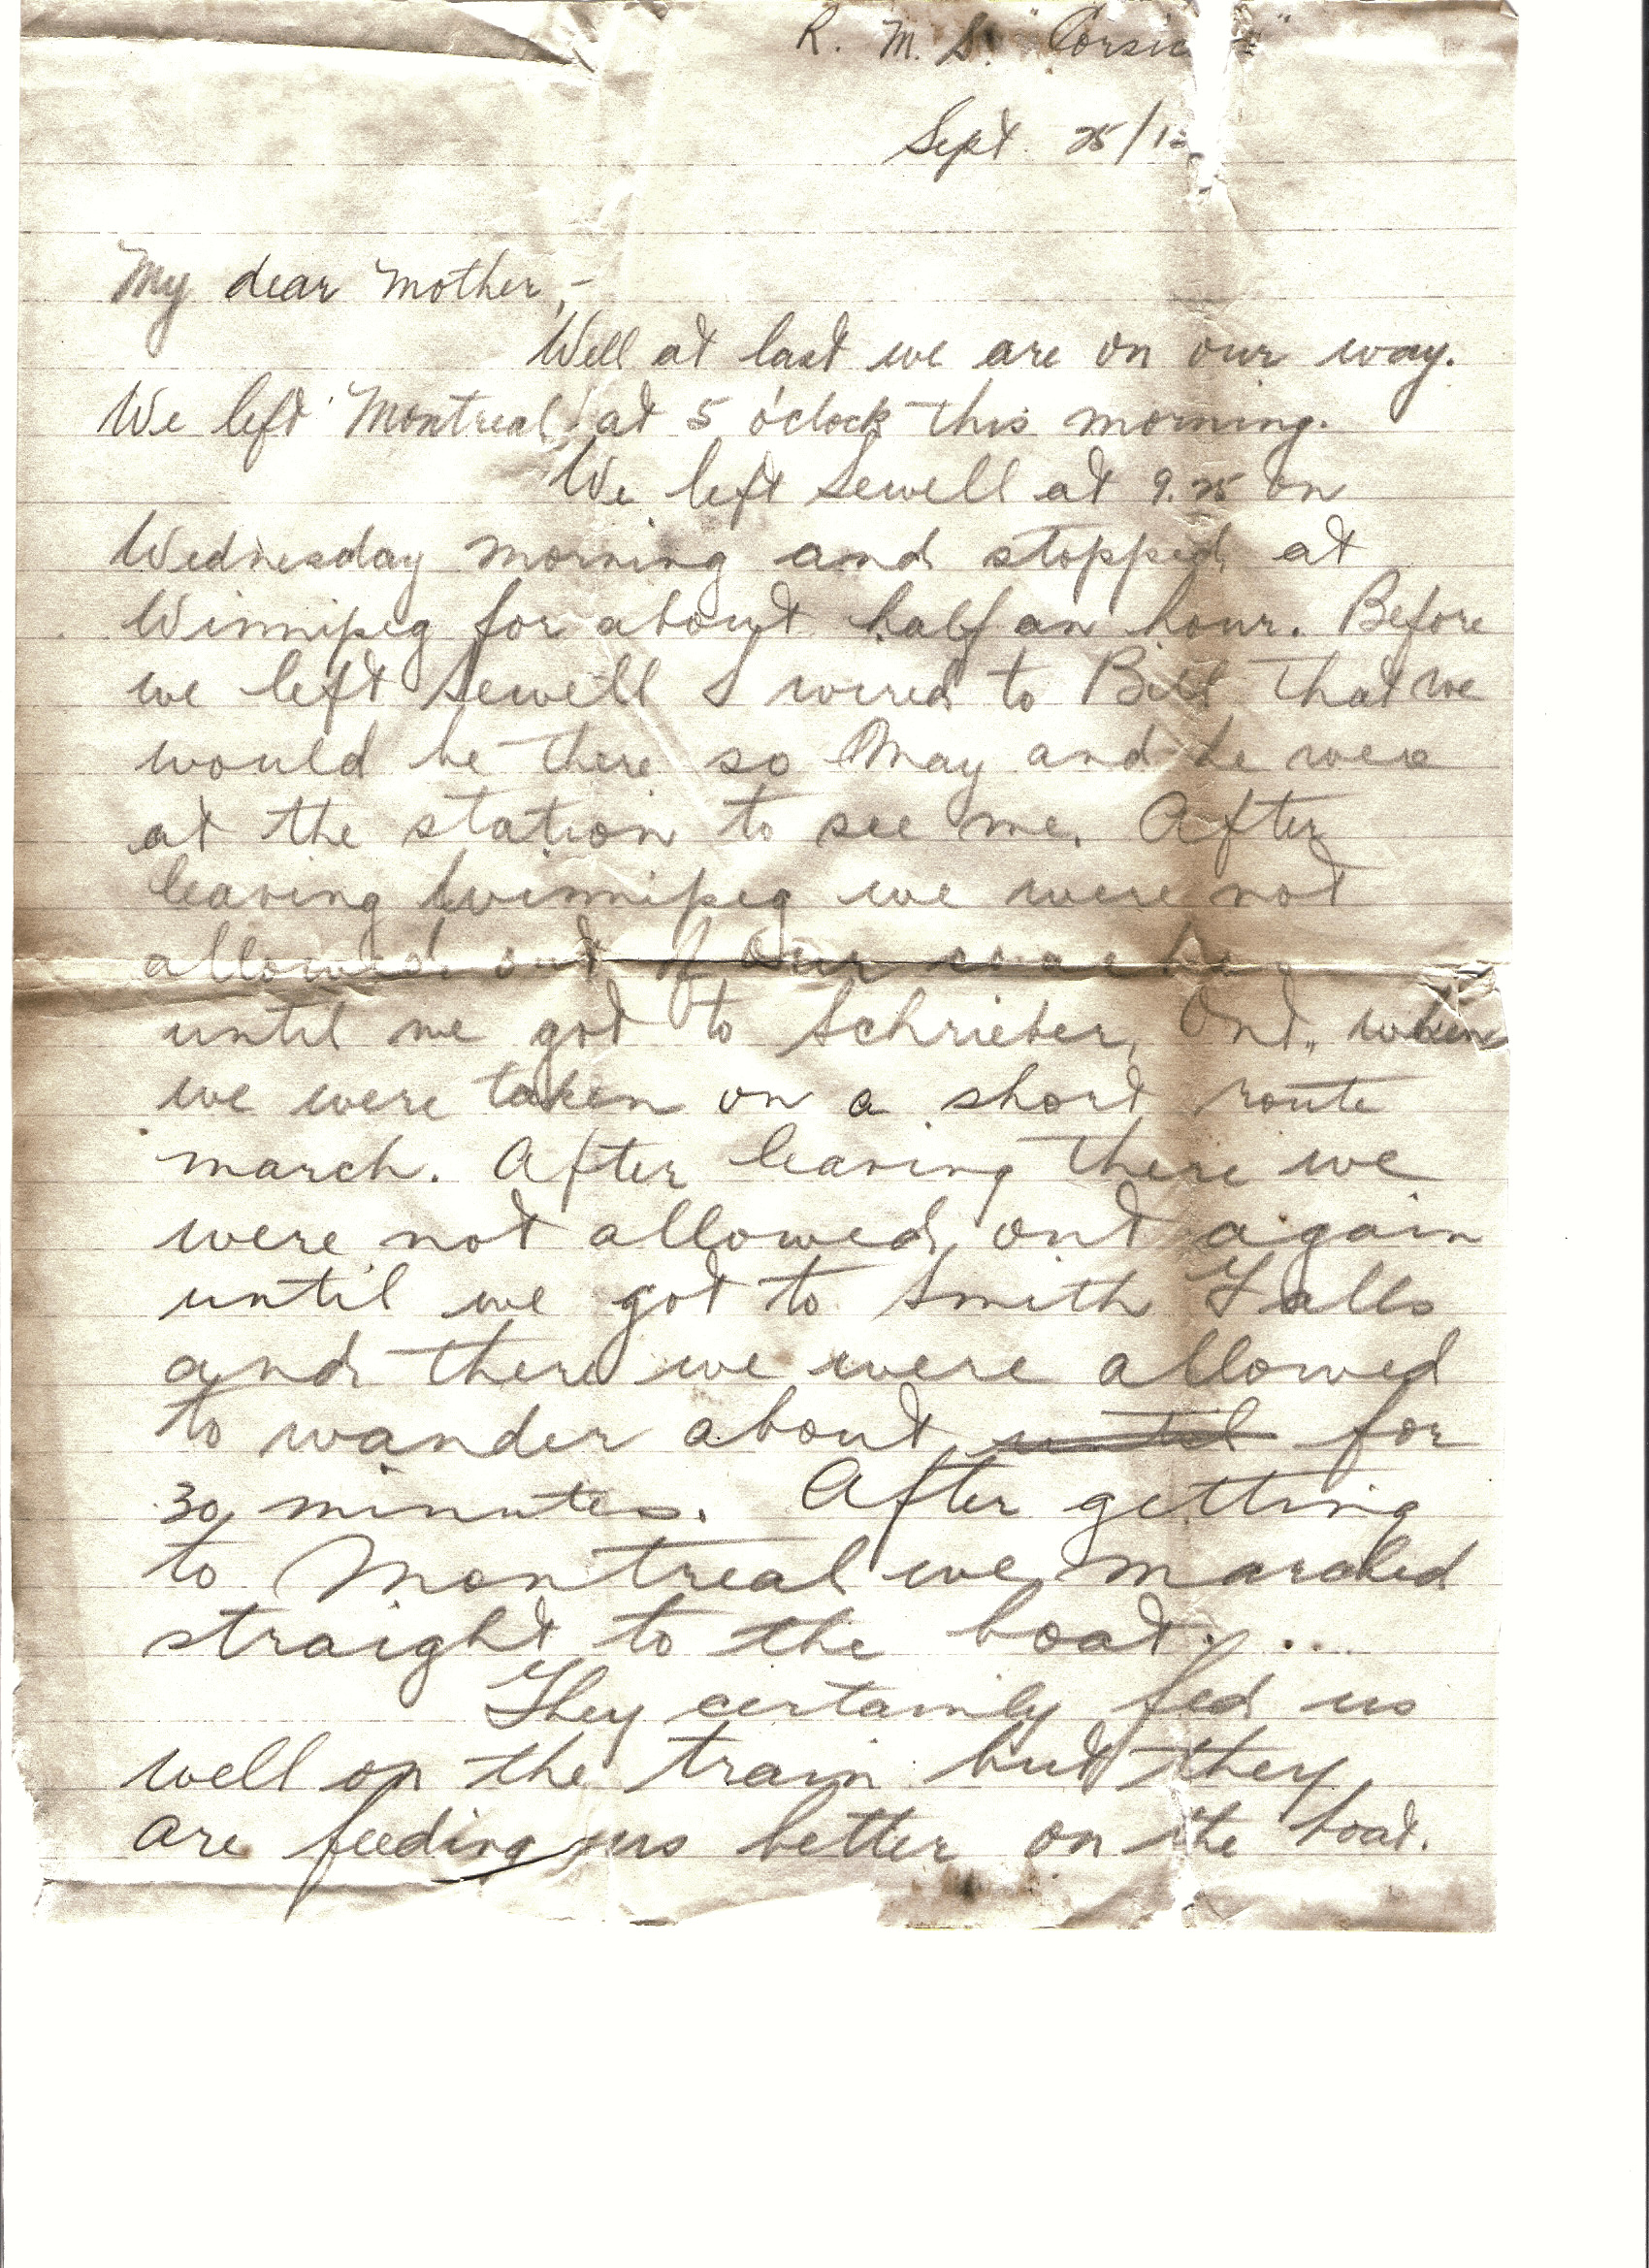 R. M. S. "Corsic
Sept. 25/1
My dear Mother,-
Well at last we are on our way.
We left Montreal at 5 o'clock this morning.
We left Sewell at 9.25 on
Wednesday morning and stopped at
Winnipeg for about half an hour. Before
we left Sewell I wired to Bill that we
would be there so May and he were
at the station to see me. After
leaving Winnipeg we were not
allowed out of our coaches
until we got to Schrieber, Ont. when
we were taken on a short route
march. After leaving there we
were not allowed out again
until we got to Smith Falls
and there we were allowed
to wander about until for
30 minutes. After getting
to Montreal we marched
straight to the boat. ....
They certainly fed us
well on the train but they
are feeding us better on the boat.